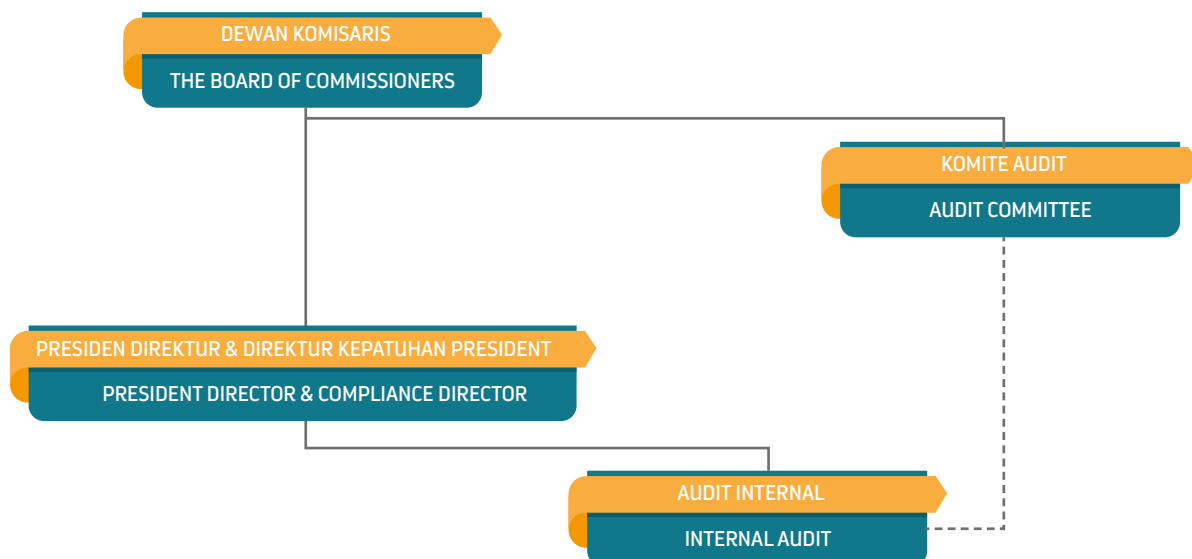 DEWAN KOMISARIS
THE BOARD OF COMMISSIONERS
KOMITE AUDIT
AUDIT COMMITTEE
PRESIDEN DIREKTUR & DIREKTUR KEPATUHAN PRESIDENT
PRESIDENT DIRECTOR & COMPLIANCE DIRECTOR
AUDIT INTERNAL
INTERNAL AUDIT